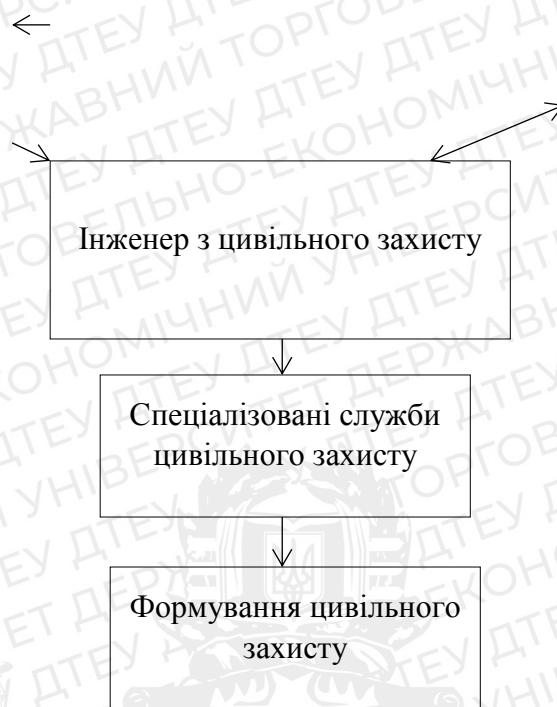 Інженер з цивільного захисту
Спеціалізовані служби
цивільного захисту
Формування цивільного
захисту